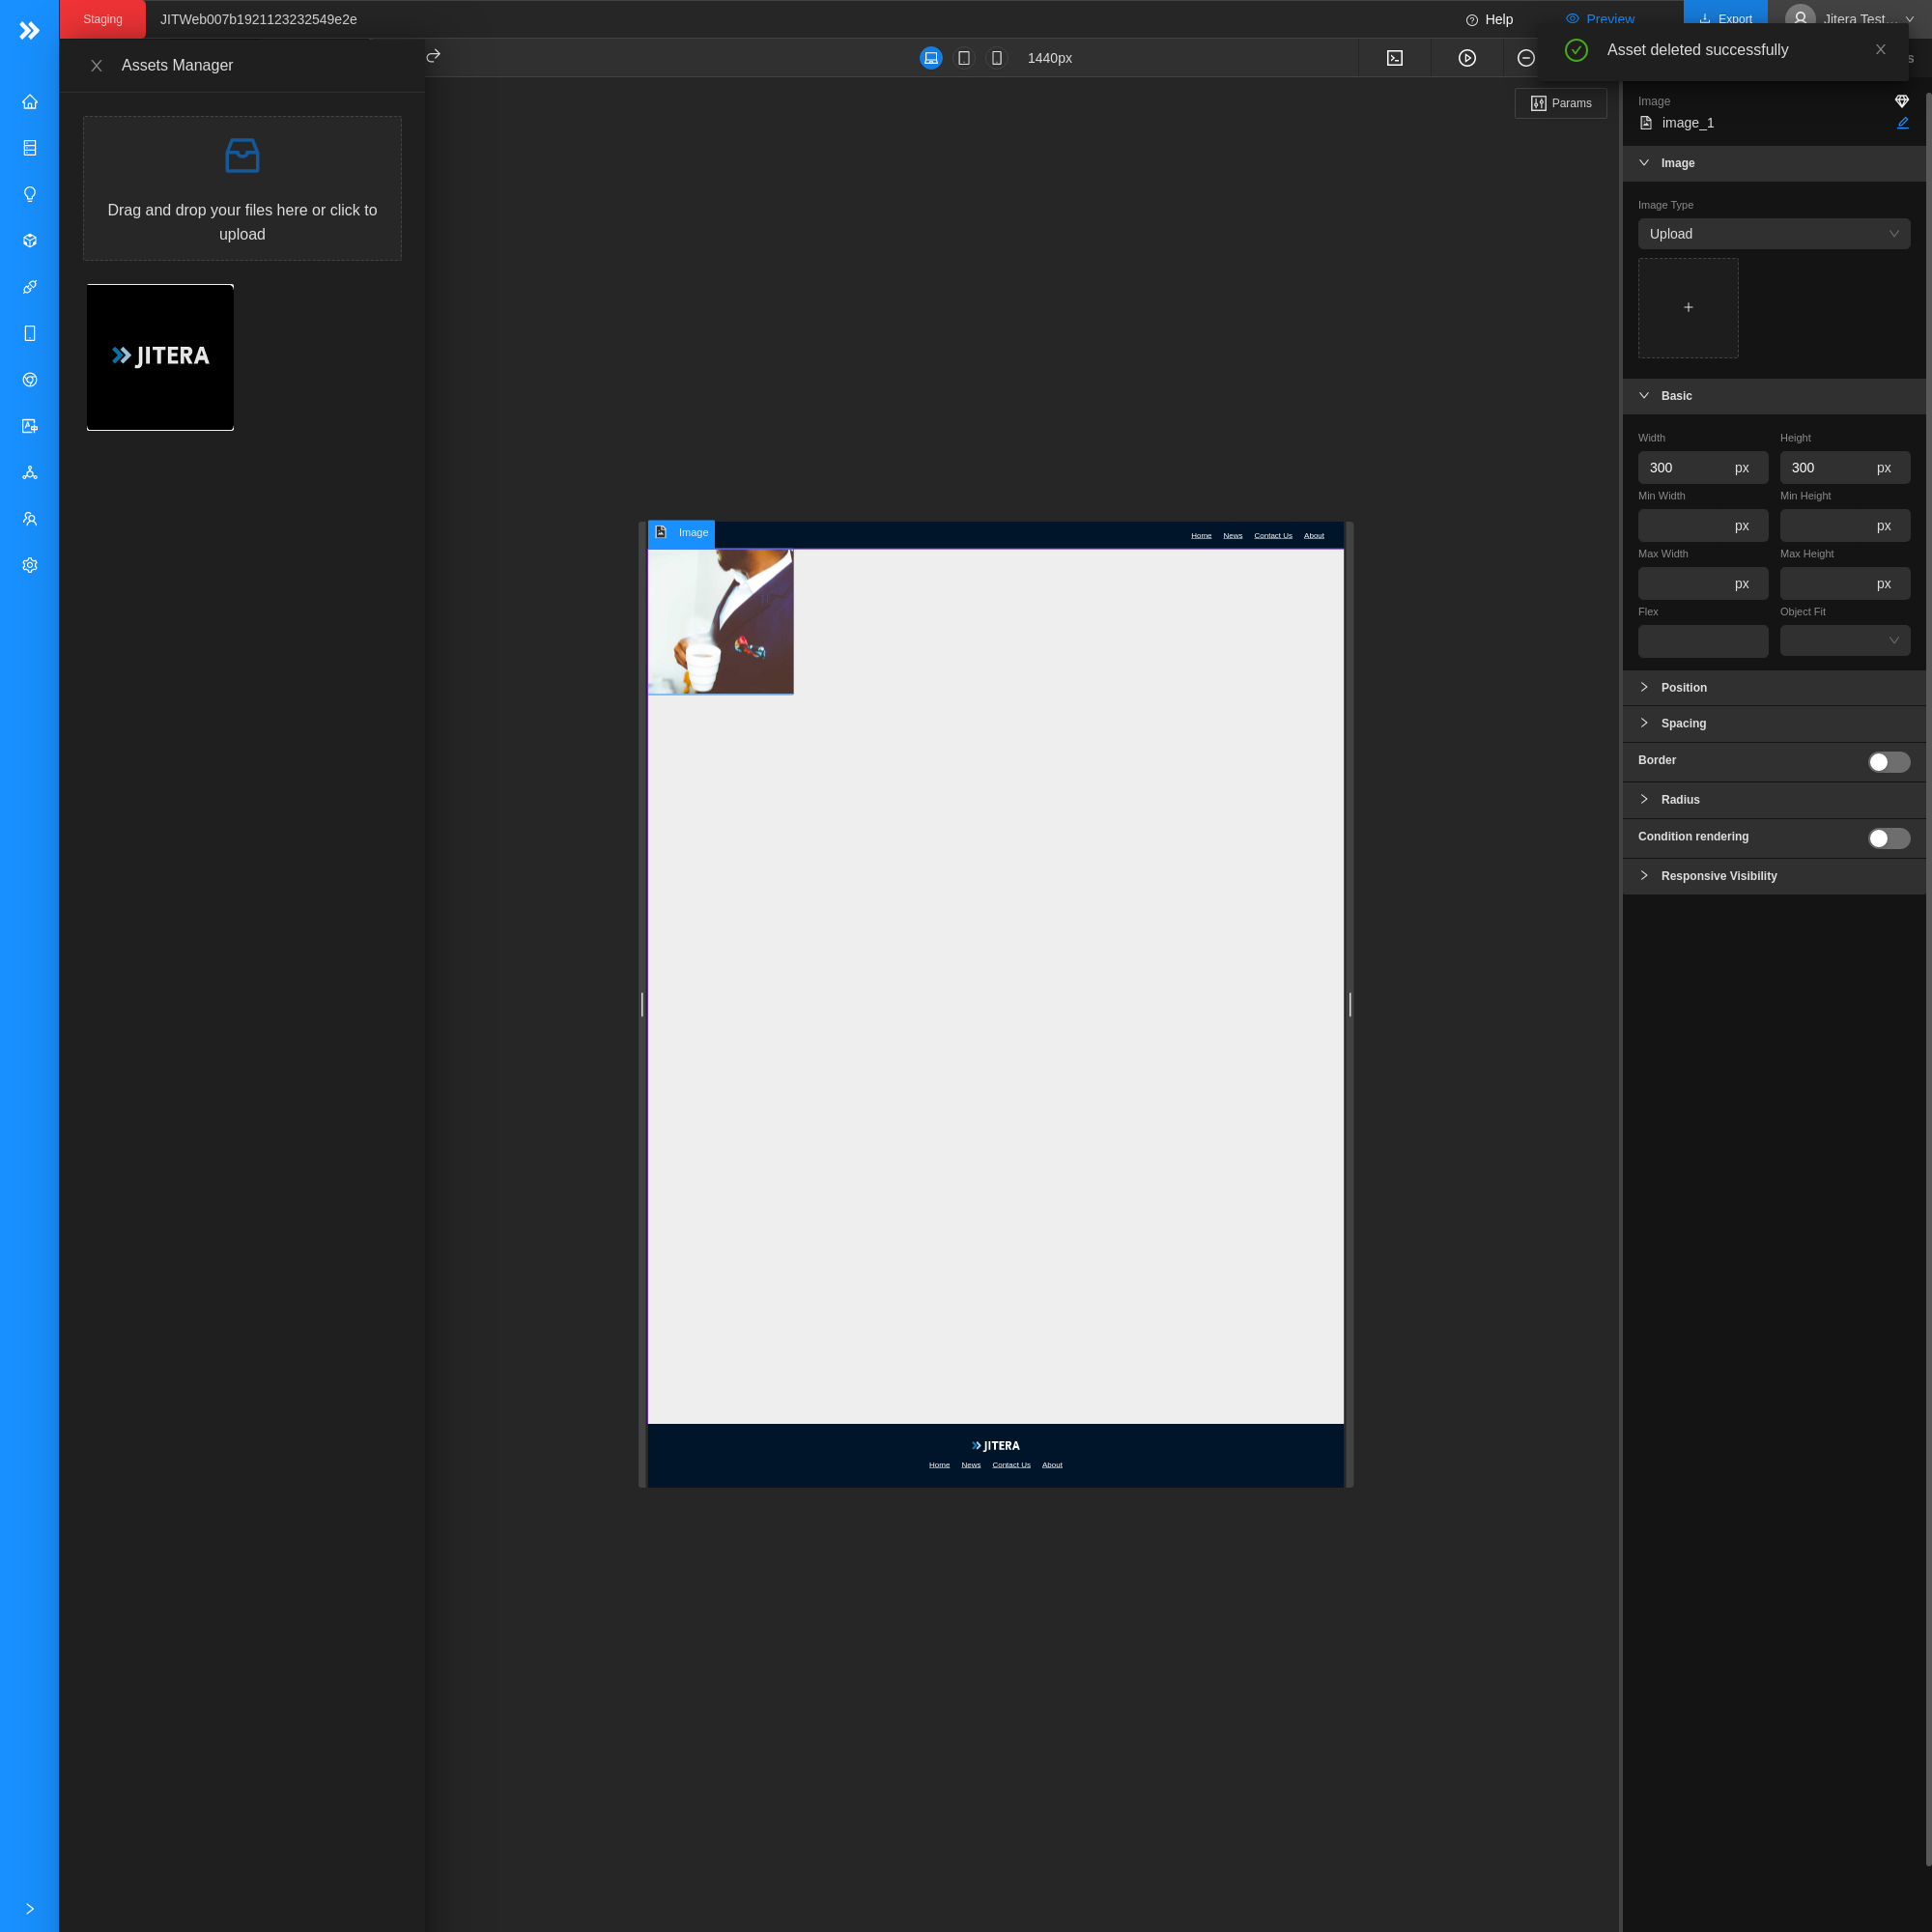 Staging
JITWeb007b1921123232549e2e
Help
Preview
Export
Jitera Test...
Asset deleted successfully
Assets Manager
1440px
Params
Drag and drop your files here or click to
upload
JITERA
Image
Home
News
Contact Us
About
JITERA
Home
News
Contact Us
About
Image
image_1
Image
Image Type
Upload
Basic
Width
Height
300 px
300 px
Min Width
Min Height
px
px
Max Width
Max Height
px
px
Flex
Object Fit
Position
Spacing
Border
Radius
Condition rendering
Responsive Visibility